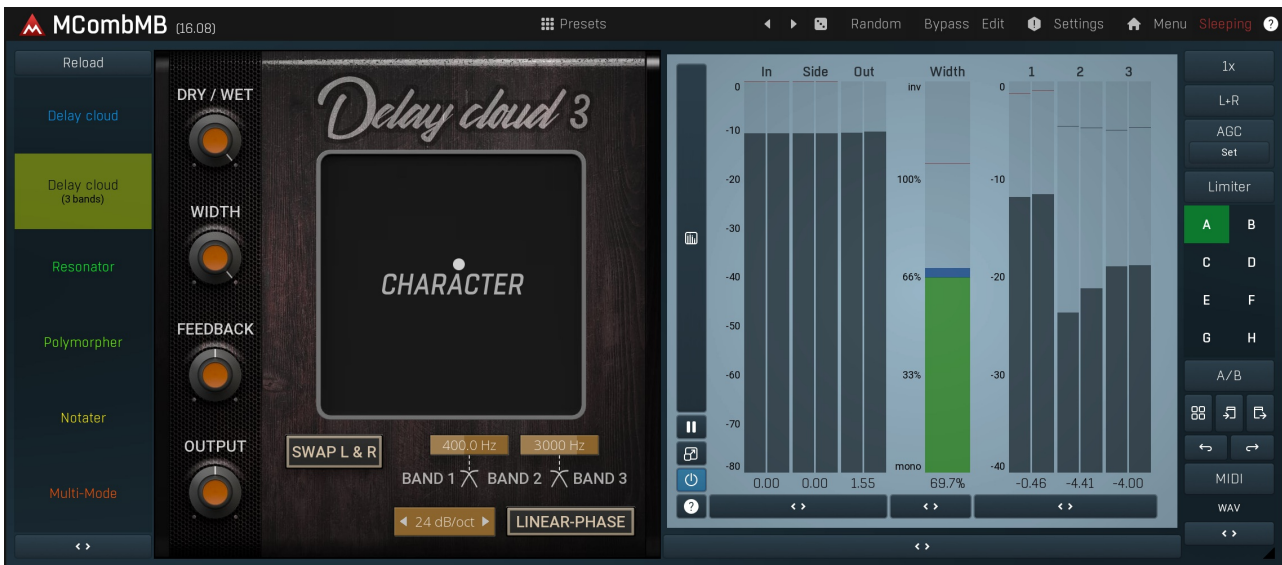 MCombMB (16.08)
Presets
Random
Bypass
Edit
Settings
Menu
Sleeping
?
Reload
Delay cloud
Delay cloud
(3 bands)
Resonator
Polymorpher
Notater
Multi-Mode
DRY / WET
WIDTH
FEEDBACK
OUTPUT
Delay cloud 3
CHARACTER
SWAP L & R
400.0 Hz
3000 Hz
BAND 1
BAND 2
BAND 3
24 dB/oct
LINEAR-PHASE
?
In Side Out
0
-10
-20
-30
-40
-50
-60
-70
-80
0.00 0.00 1.55
Width
inv
100%
66%
33%
mono
69.7%
1 2 3
0
-10
-20
-30
-40
-0.46 -4.41 -4.00
1x
L+R
AGC
Set
Limiter
A B
C D
E F
G H
A/B
MIDI
WAV